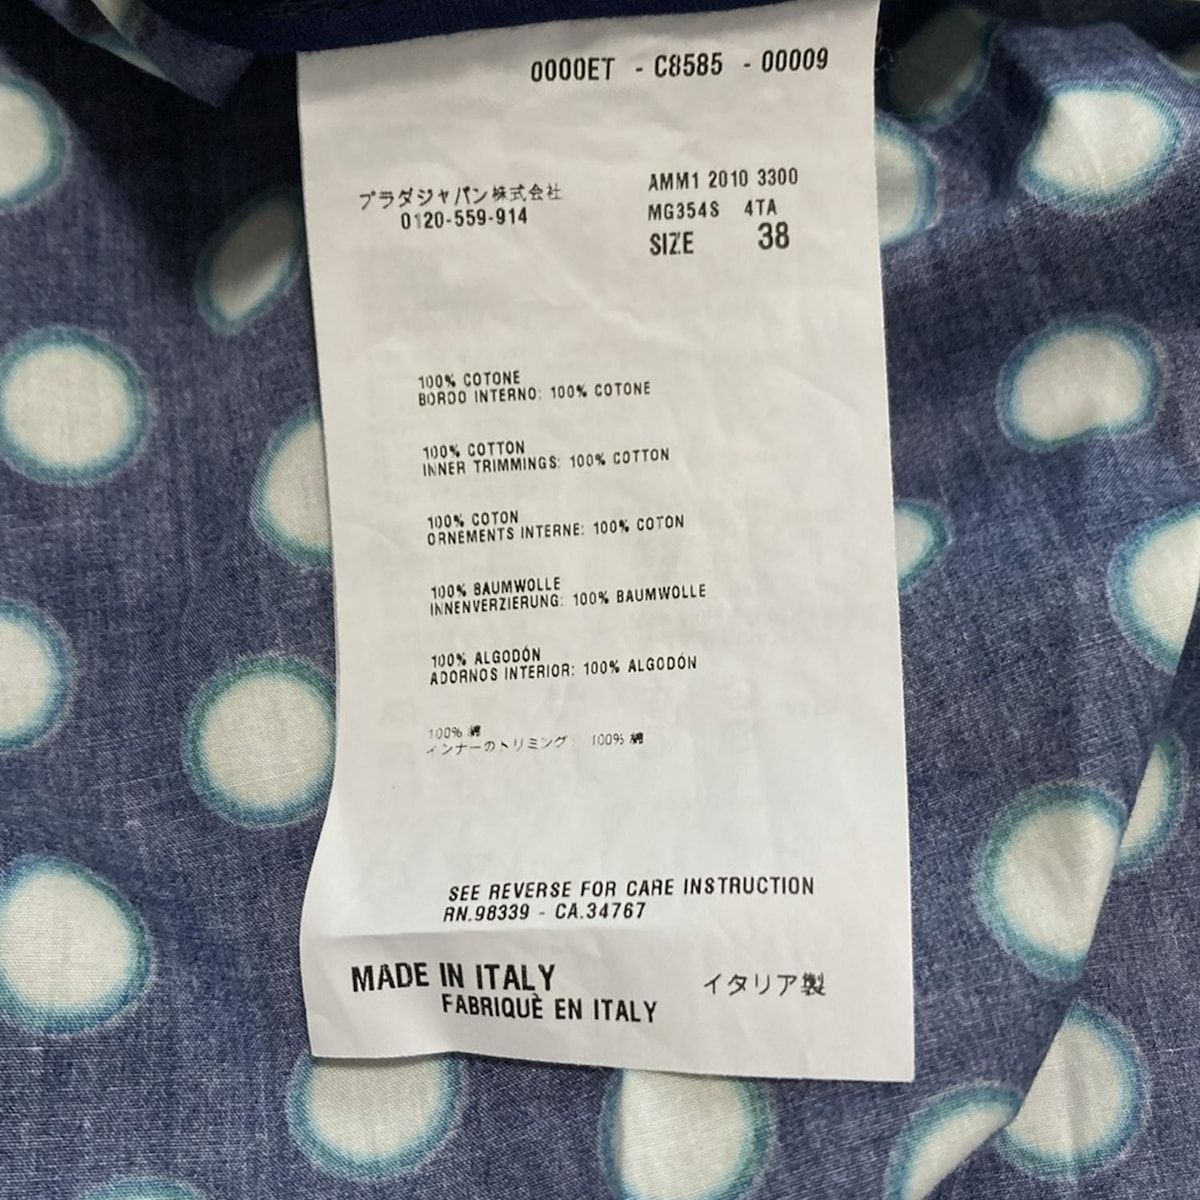 0000ET - C8585 - 00009
プラダジャパン株式会社
0120-559-914
AMM1 2010 3300
MG354S 4TA
SIZE 38
100% COTONE
BORDO INTERNO: 100% COTONE
100% COTTON
INNER TRIMMINGS: 100% COTTON
100% COTON
ORNEMENTS INTERNE: 100% COTON
100% BAUMWOLLE
INNENVERZIERUNG: 100% BAUMWOLLE
100% ALGODÓN
ADORNOS INTERIOR: 100% ALGODÓN
100% 綿
インナーのトリミング: 100% 綿
SEE REVERSE FOR CARE INSTRUCTION
RN.98339 - CA.34767
MADE IN ITALY
FABRIQUÈ EN ITALY
イタリア製